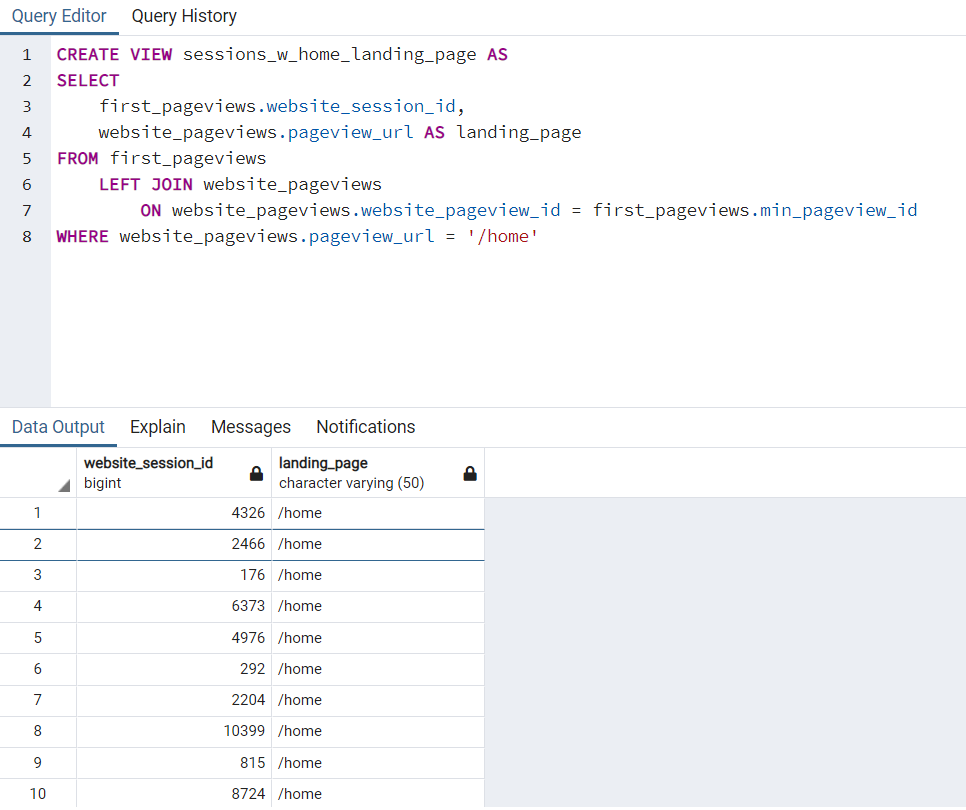 Query Editor Query History
1 CREATE VIEW sessions_w_home_landing_page AS
2 SELECT
3 first_pageviews.website_session_id,
4 website_pageviews.pageview_url AS landing_page
5 FROM first_pageviews
6 LEFT JOIN website_pageviews
7 ON website_pageviews.website_pageview_id = first_pageviews.min_pageview_id
8 WHERE website_pageviews.pageview_url = '/home'
Data Output Explain Messages Notifications
website_session_id landing_page
bigint character varying (50)
1 4326 /home
2 2466 /home
3 176 /home
4 6373 /home
5 4976 /home
6 292 /home
7 2204 /home
8 10399 /home
9 815 /home
10 8724 /home